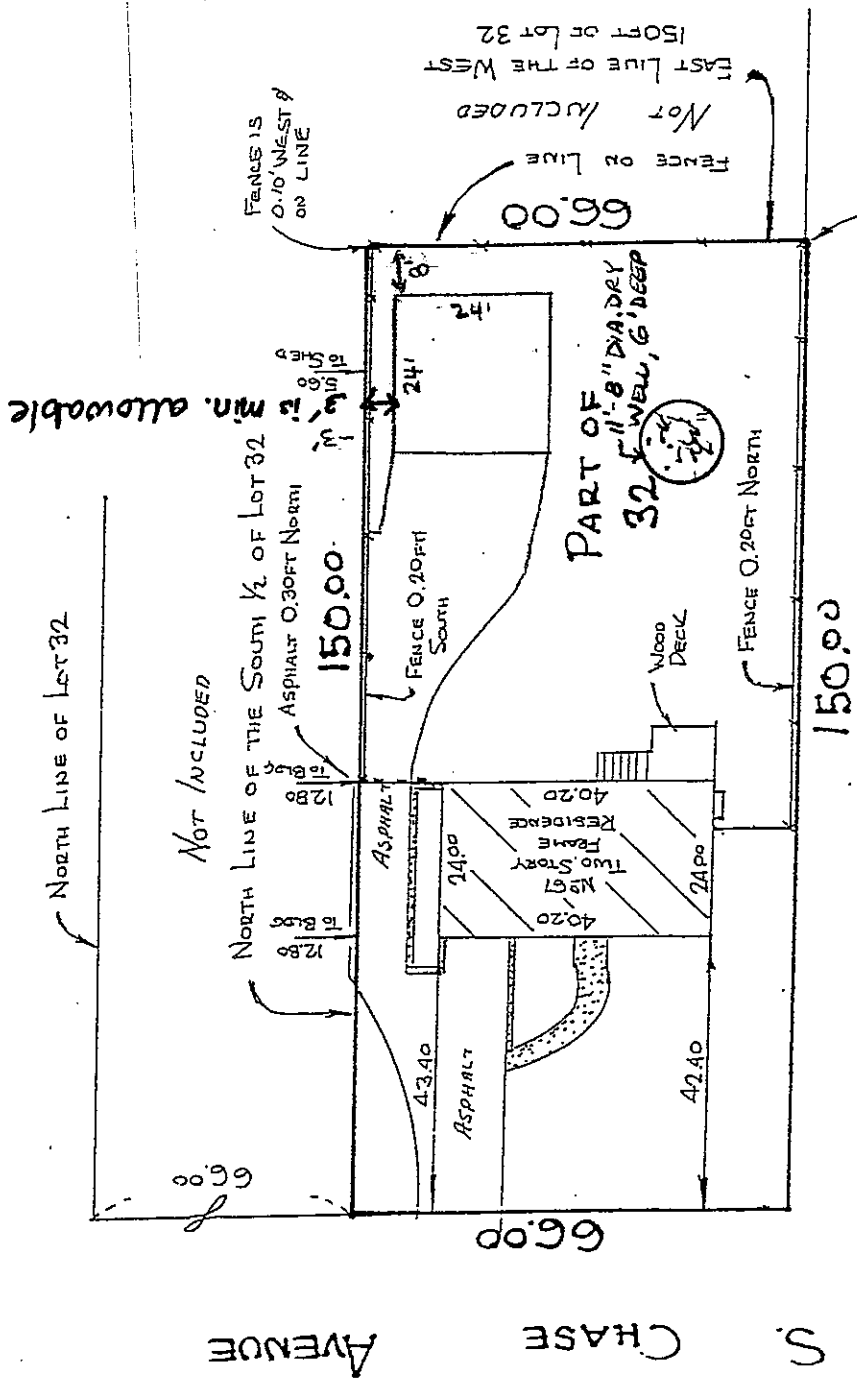 NORTH LINE OF LOT 32
NOT INCLUDED
66.00
NORTH LINE OF THE SOUTH ½ OF LOT 32
ASPHALT 0.30FT NORTH
150.00
3' is min. allowable
3'
5.60
TO SHED
FENCE IS
0.10' WEST &
ON LINE
FENCE ON LINE
NOT INCLUDED
EAST LINE OF THE WEST
150FT OF LOT 32
66.00
8'
24'
24'
FENCE 0.20FT
SOUTH
PART OF
32
11'-8" DIA. DRY
WELL, 6' DEEP
12.80
TO BLDG
12.80
TO BLDG
ASPHALT
24.00
40.20
Nº 67
TWO STORY
FRAME
RESIDENCE
40.20
24.00
WOOD
DECK
FENCE 0.20FT NORTH
43.40
ASPHALT
42.40
66.00
150.00
S. CHASE AVENUE